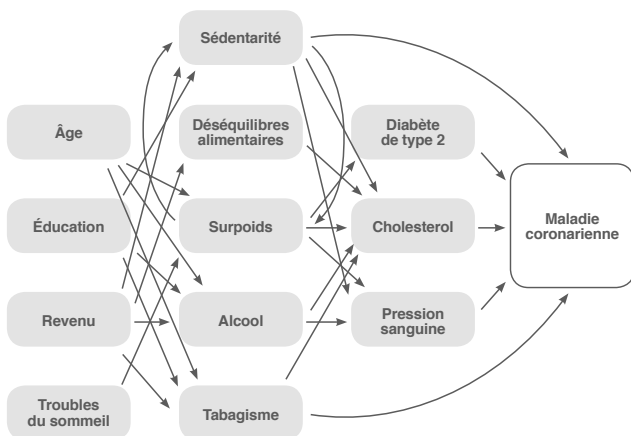 Sédentarité
Âge
Déséquilibres
alimentaires
Diabète
de type 2
Éducation
Surpoids
Cholesterol
Maladie
coronarienne
Revenu
Alcool
Pression
sanguine
Troubles
du sommeil
Tabagisme